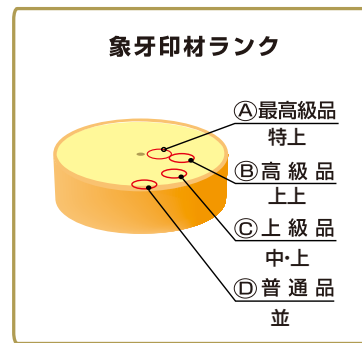 象牙印材ランク
Ⓐ最高級品
特上
Ⓑ高級品
上上
Ⓒ上級品
中・上
Ⓓ普通品
並